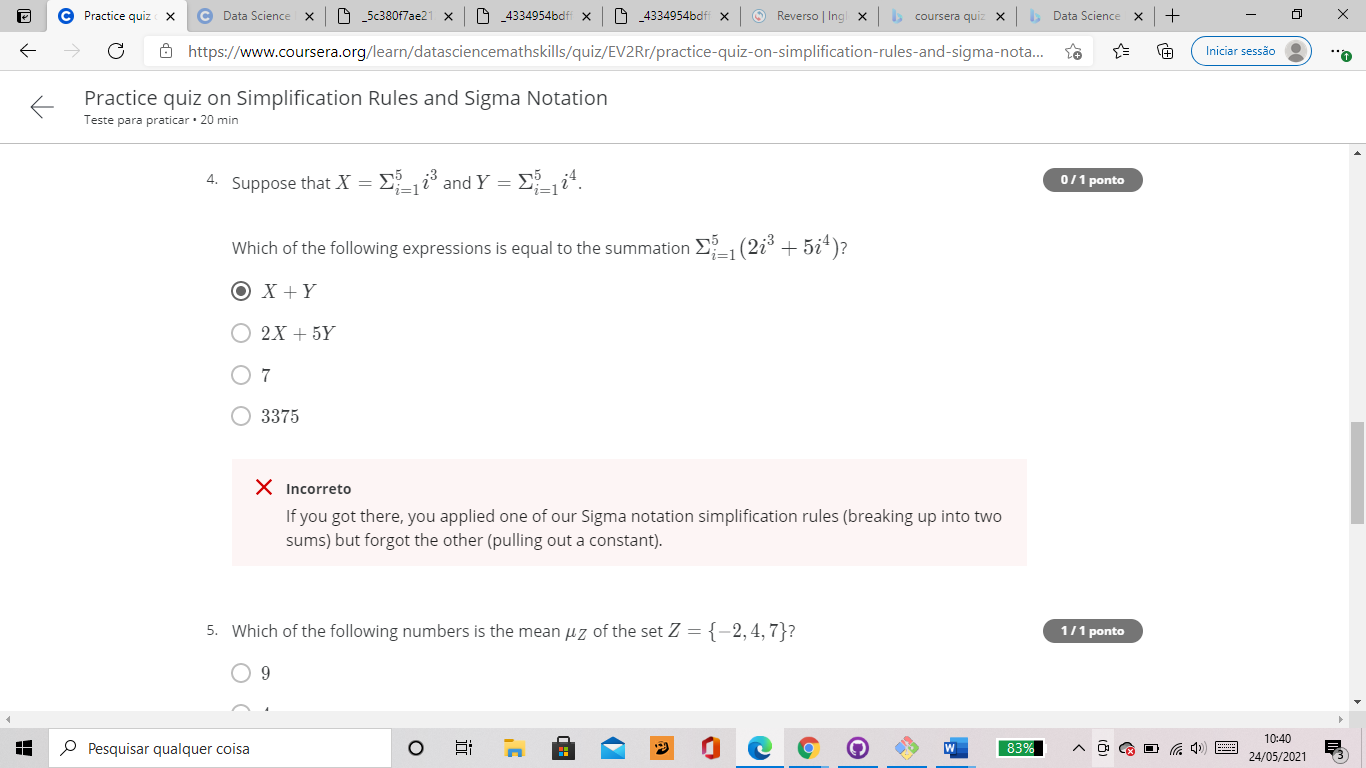 Practice quiz
Data Science
_5c380f7ae21
_4334954bdf
_4334954bdf
Reverso | Ingl
coursera quiz
Data Science
https://www.coursera.org/learn/datasciencemathskills/quiz/EV2Rr/practice-quiz-on-simplification-rules-and-sigma-nota...
Iniciar sessão
Practice quiz on Simplification Rules and Sigma Notation
Teste para praticar • 20 min
4. Suppose that X = Σ⁵ᵢ₌₁ i³ and Y = Σ⁵ᵢ₌₁ i⁴.
0 / 1 ponto
Which of the following expressions is equal to the summation Σ⁵ᵢ₌₁ (2i³ + 5i⁴)?
X + Y
2X + 5Y
7
3375
Incorreto
If you got there, you applied one of our Sigma notation simplification rules (breaking up into two
sums) but forgot the other (pulling out a constant).
5. Which of the following numbers is the mean μ_Z of the set Z = {−2, 4, 7}?
1 / 1 ponto
9
Pesquisar qualquer coisa
83%
10:40
24/05/2021
3